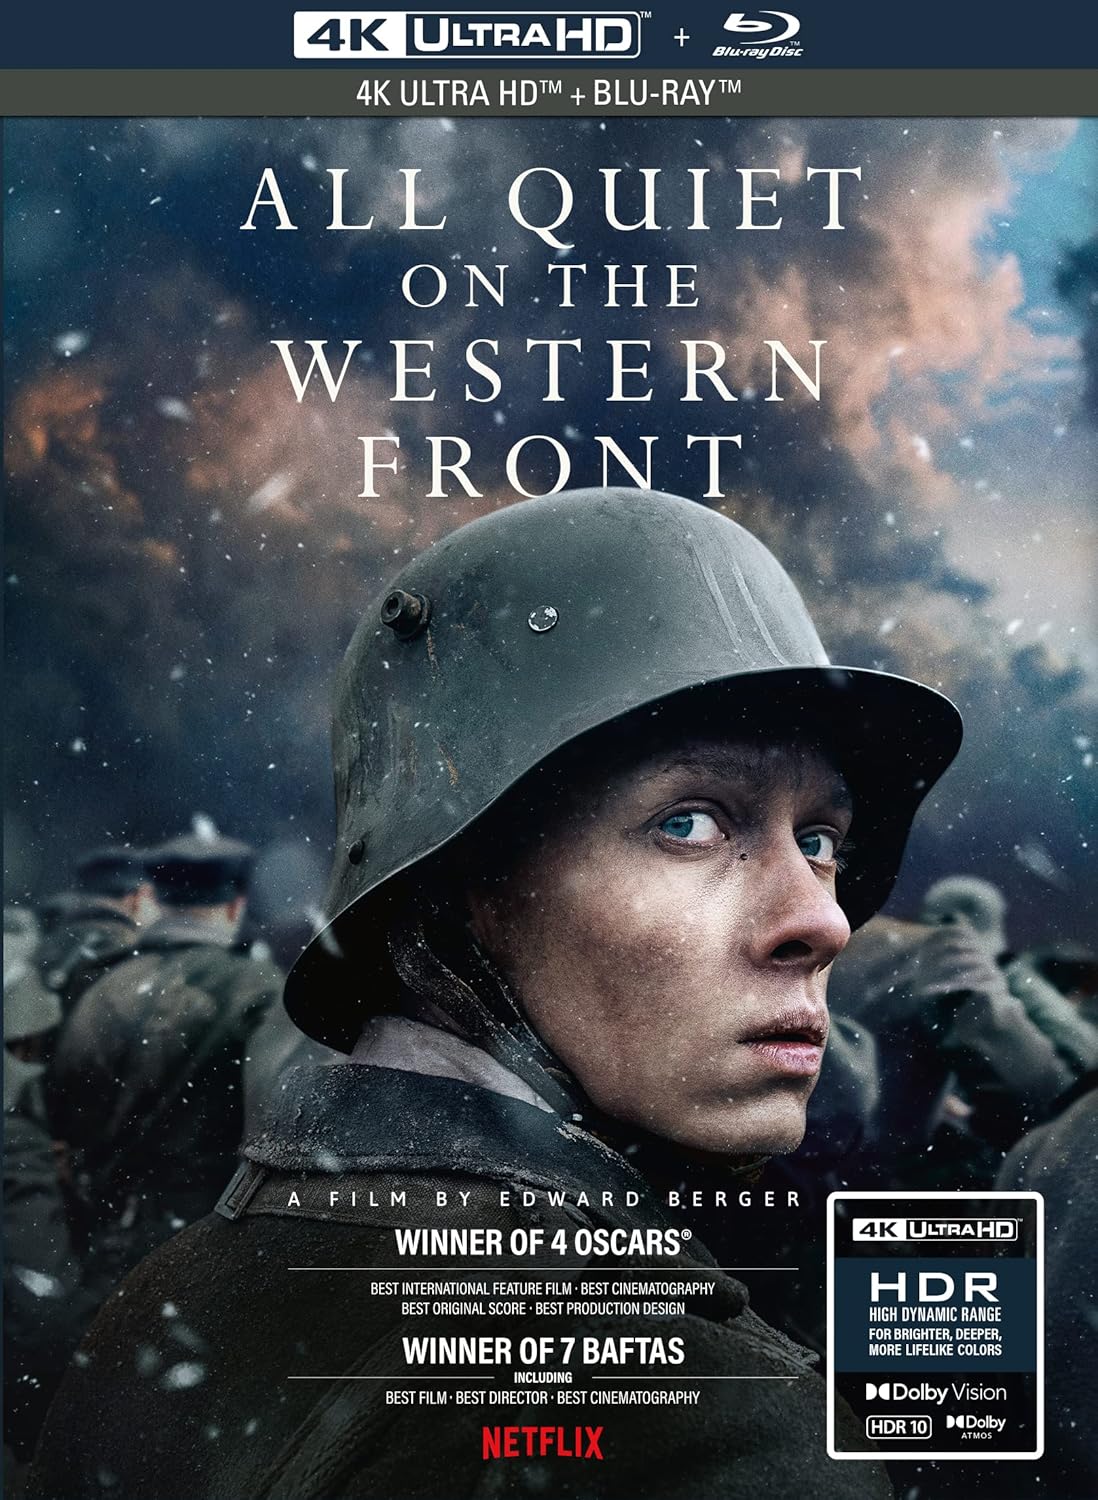 4K ULTRA HD™ + Blu-ray Disc™
4K ULTRA HD™ + BLU-RAY™
ALL QUIET
ON THE
WESTERN
FRONT
A FILM BY EDWARD BERGER
WINNER OF 4 OSCARS®
BEST INTERNATIONAL FEATURE FILM · BEST CINEMATOGRAPHY
BEST ORIGINAL SCORE · BEST PRODUCTION DESIGN
WINNER OF 7 BAFTAS
INCLUDING
BEST FILM · BEST DIRECTOR · BEST CINEMATOGRAPHY
NETFLIX
4K ULTRA HD™
HDR
HIGH DYNAMIC RANGE
FOR BRIGHTER, DEEPER,
MORE LIFELIKE COLORS
Dolby Vision
HDR 10 Dolby
ATMOS